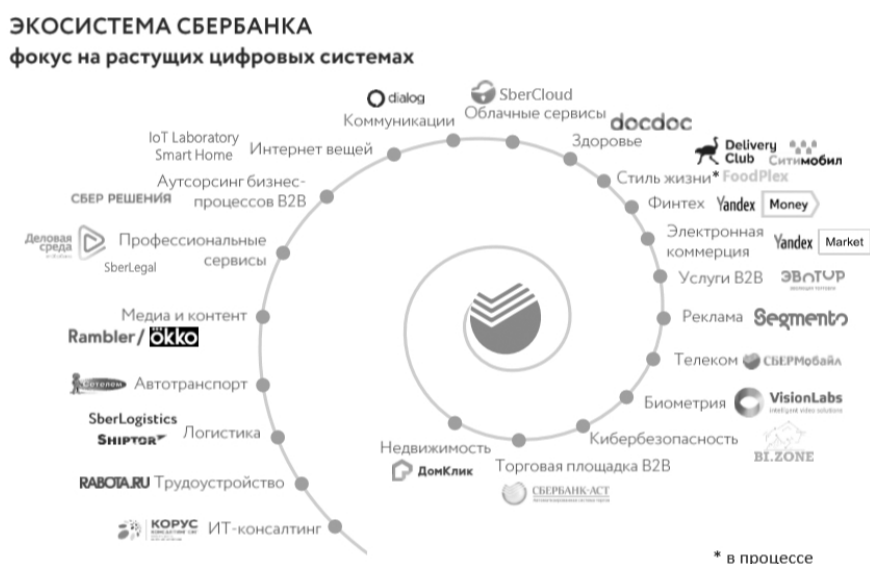 ЭКОСИСТЕМА СБЕРБАНКА
фокус на растущих цифровых системах
dialog
Коммуникации
SberCloud
Облачные сервисы
docdoc
Здоровье
IoT Laboratory
Smart Home
Интернет вещей
Delivery
Club
Ситимобил
Стиль жизни* FoodPlex
Аутсорсинг бизнес-
процессов B2B
СБЕР РЕШЕНИЯ
Финтех Yandex Money
Деловая
среда
Профессиональные
сервисы
SberLegal
Электронная
коммерция
Yandex Market
Услуги B2B ЭВОТОР
Медиа и контент
Rambler/ okko
Реклама Segmento
Телеком СБЕРМобайл
Сетелем Автотранспорт
Биометрия VisionLabs
intelligent video solutions
SberLogistics
SHIPTOR
Логистика
Кибербезопасность
BI.ZONE
Недвижимость
ДомКлик
Торговая площадка B2B
СБЕРБАНК-АСТ
RABOTA.RU Трудоустройство
КОРУС
ИТ-консалтинг
* в процессе